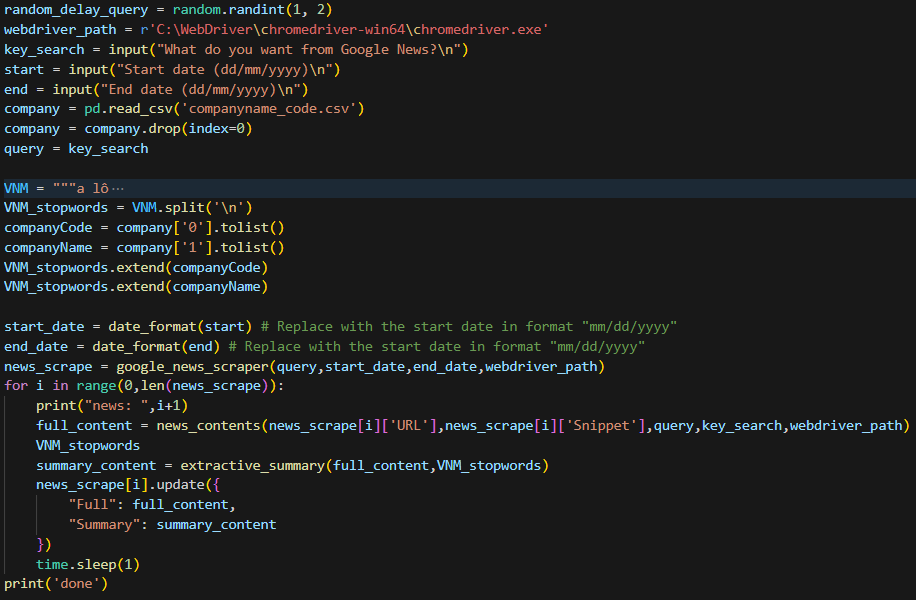 random_delay_query = random.randint(1, 2)
webdriver_path = r'C:\WebDriver\chromedriver-win64\chromedriver.exe'
key_search = input("What do you want from Google News?\n")
start = input("Start date (dd/mm/yyyy)\n")
end = input("End date (dd/mm/yyyy)\n")
company = pd.read_csv('companyname_code.csv')
company = company.drop(index=0)
query = key_search
VNM = """a lô ···
VNM_stopwords = VNM.split('\n')
companyCode = company['0'].tolist()
companyName = company['1'].tolist()
VNM_stopwords.extend(companyCode)
VNM_stopwords.extend(companyName)
start_date = date_format(start) # Replace with the start date in format "mm/dd/yyyy"
end_date = date_format(end) # Replace with the start date in format "mm/dd/yyyy"
news_scrape = google_news_scraper(query,start_date,end_date,webdriver_path)
for i in range(0,len(news_scrape)):
    print("news: ",i+1)
    full_content = news_contents(news_scrape[i]['URL'],news_scrape[i]['Snippet'],query,key_search,webdriver_path)
    VNM_stopwords
    summary_content = extractive_summary(full_content,VNM_stopwords)
    news_scrape[i].update({
        "Full": full_content,
        "Summary": summary_content
    })
    time.sleep(1)
print('done')